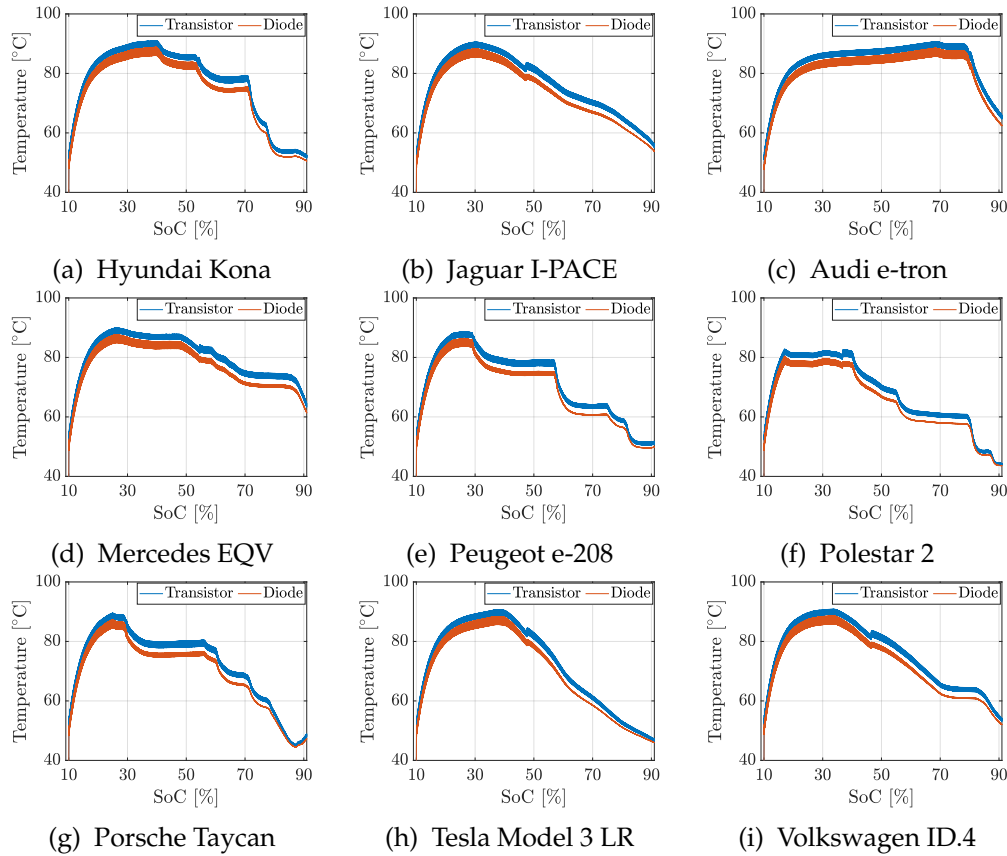 Transistor Diode
Temperature [°C]
100
80
60
40
10 30 50 70 90
SoC [%]
(a) Hyundai Kona
Transistor Diode
Temperature [°C]
100
80
60
40
10 30 50 70 90
SoC [%]
(b) Jaguar I-PACE
Transistor Diode
Temperature [°C]
100
80
60
40
10 30 50 70 90
SoC [%]
(c) Audi e-tron
Transistor Diode
Temperature [°C]
100
80
60
40
10 30 50 70 90
SoC [%]
(d) Mercedes EQV
Transistor Diode
Temperature [°C]
100
80
60
40
10 30 50 70 90
SoC [%]
(e) Peugeot e-208
Transistor Diode
Temperature [°C]
100
80
60
40
10 30 50 70 90
SoC [%]
(f) Polestar 2
Transistor Diode
Temperature [°C]
100
80
60
40
10 30 50 70 90
SoC [%]
(g) Porsche Taycan
Transistor Diode
Temperature [°C]
100
80
60
40
10 30 50 70 90
SoC [%]
(h) Tesla Model 3 LR
Transistor Diode
Temperature [°C]
100
80
60
40
10 30 50 70 90
SoC [%]
(i) Volkswagen ID.4